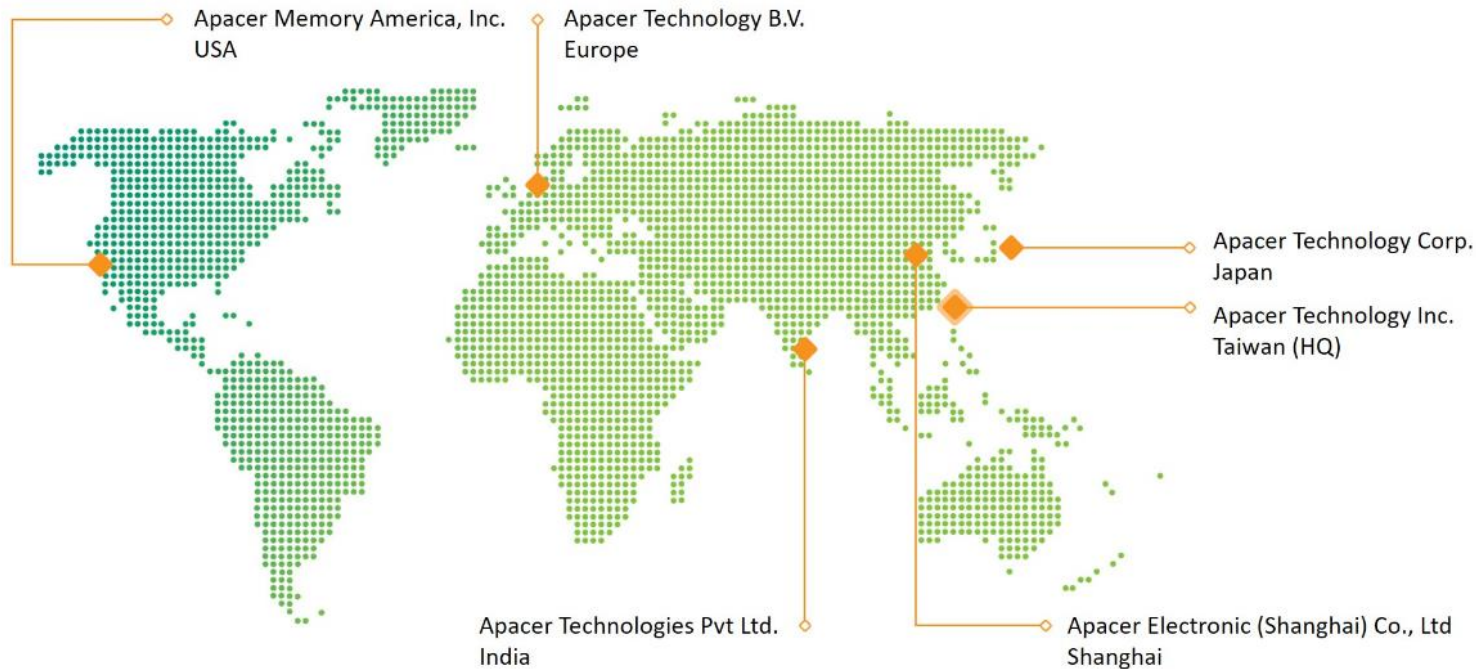 Apacer Memory America, Inc.
USA
Apacer Technology B.V.
Europe
Apacer Technology Corp.
Japan
Apacer Technology Inc.
Taiwan (HQ)
Apacer Technologies Pvt Ltd.
India
Apacer Electronic (Shanghai) Co., Ltd
Shanghai